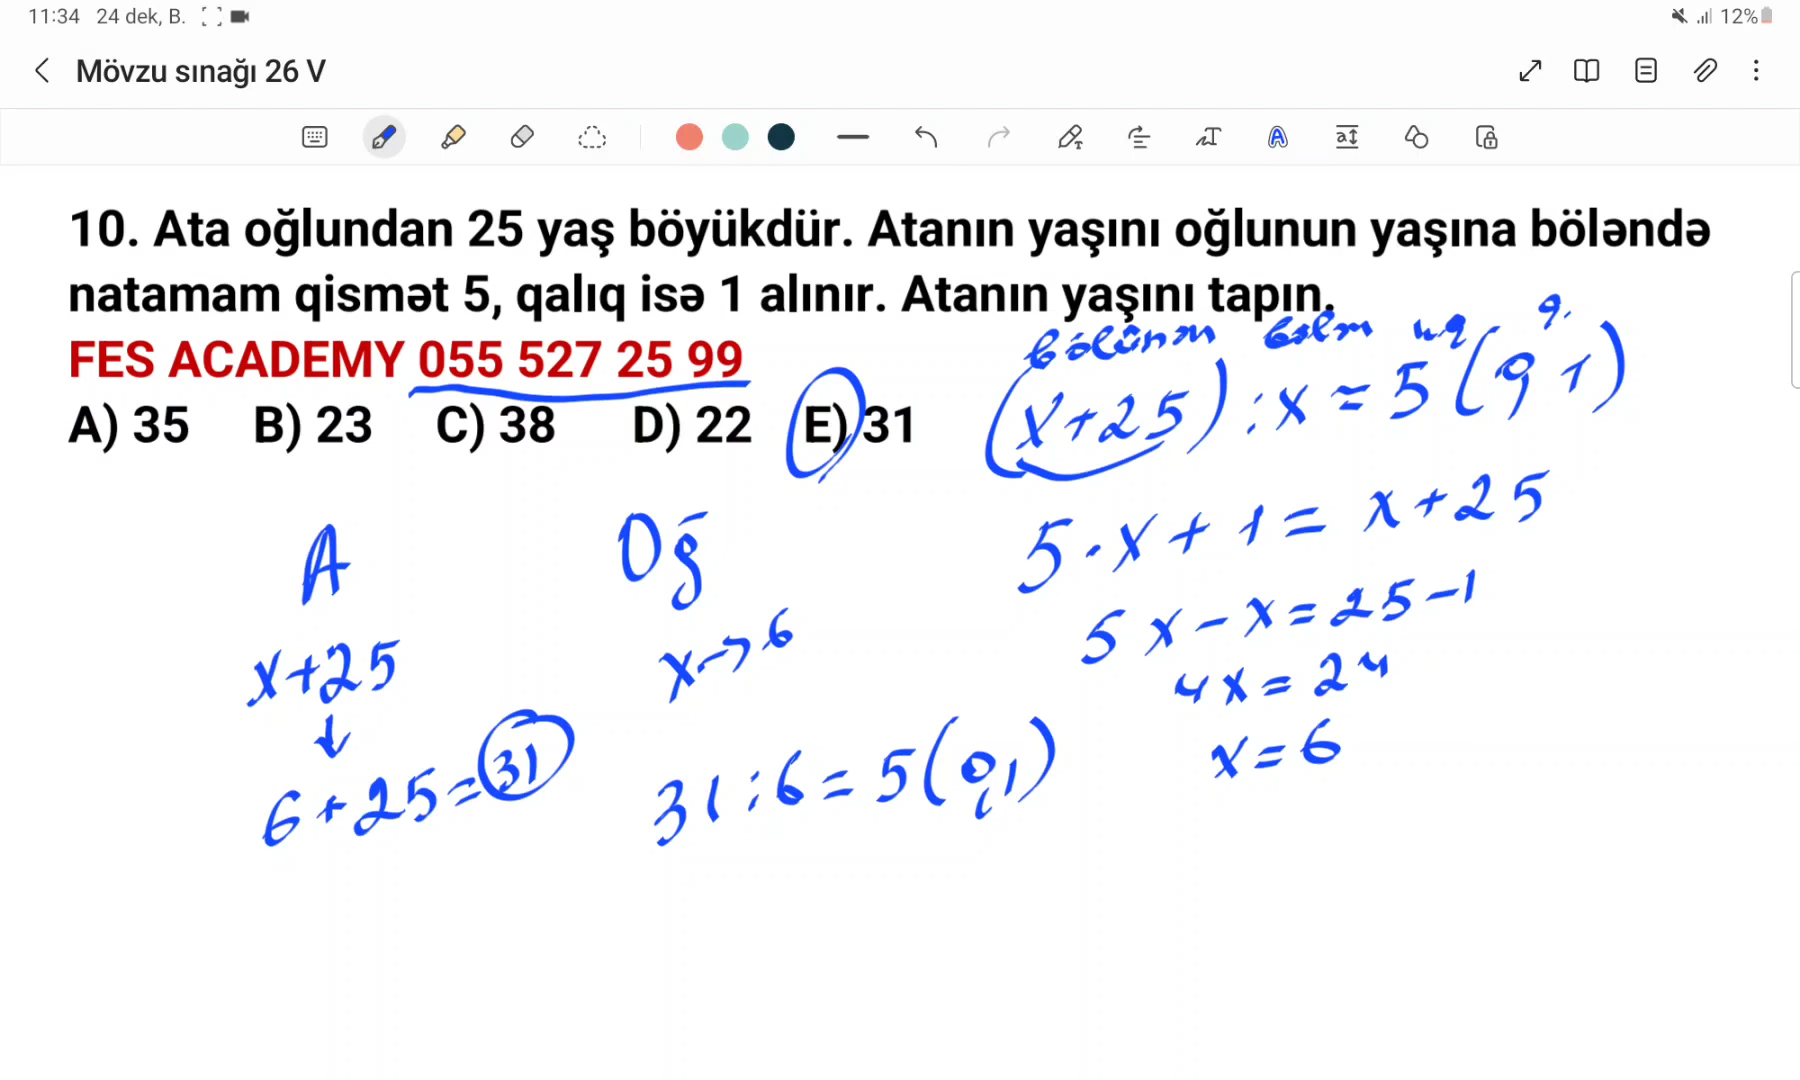 11:34 24 dek, B. 12%
Mövzu sınağı 26 V
10. Ata oğlundan 25 yaş böyükdür. Atanın yaşını oğlunun yaşına böləndə
natamam qismət 5, qalıq isə 1 alınır. Atanın yaşını tapın.
FES ACADEMY 055 527 25 99
A) 35 B) 23 C) 38 D) 22 E) 31
bölünən q.
(x+25) : x = 5 (q 1)
5·x + 1 = x + 25
5x - x = 25 - 1
4x = 24
x = 6
A Oğ
x+25 x→6
↓
6+25=31 31:6=5(q,1)